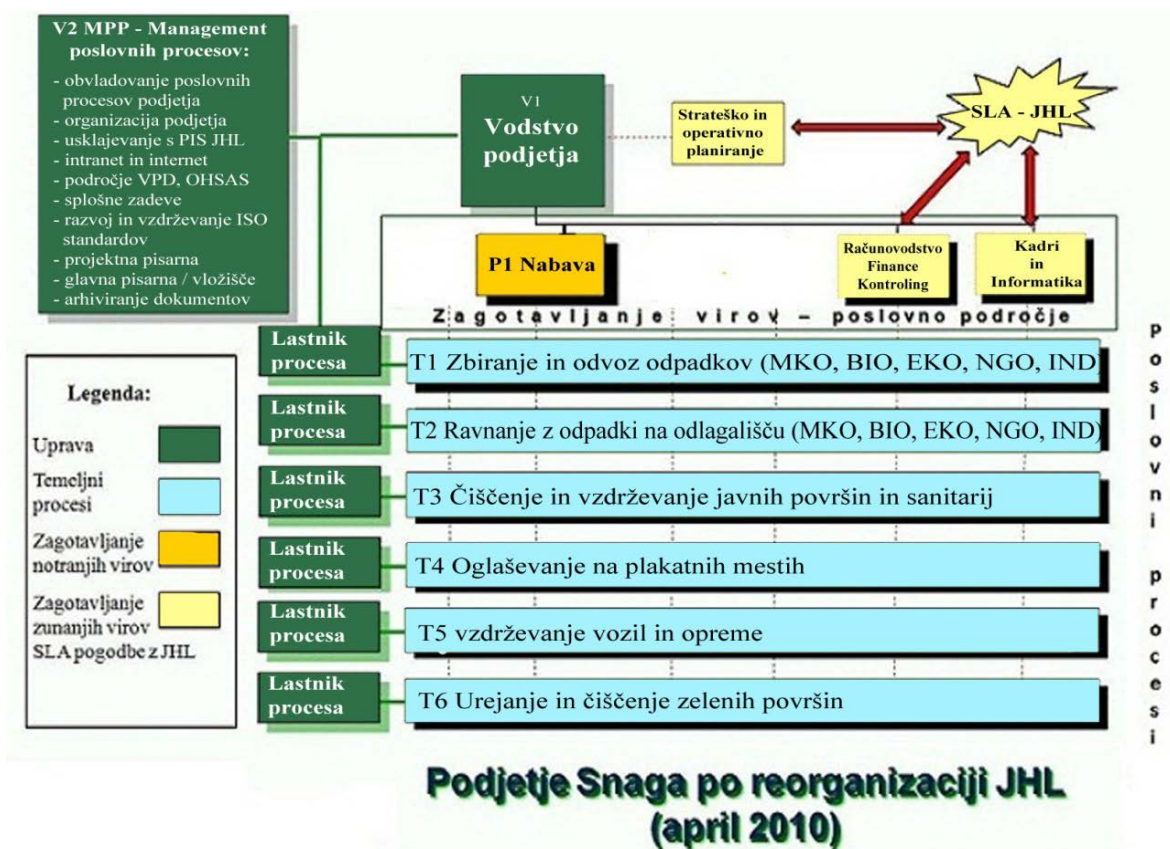 V2 MPP - Management
poslovnih procesov:
- obvladovanje poslovnih
procesov podjetja
- organizacija podjetja
- usklajevanje s PIS JHL
- intranet in internet
- področje VPD, OHSAS
- splošne zadeve
- razvoj in vzdrževanje ISO
standardov
- projektna pisarna
- glavna pisarna / vložišče
- arhiviranje dokumentov
V1
Vodstvo
podjetja
Strateško in
operativno
planiranje
SLA - JHL
P1 Nabava
Računovodstvo
Finance
Kontroling
Kadri
in
Informatika
Zagotavljanje virov – poslovno področje
Lastnik
procesa
T1 Zbiranje in odvoz odpadkov (MKO, BIO, EKO, NGO, IND)
Lastnik
procesa
T2 Ravnanje z odpadki na odlagališču (MKO, BIO, EKO, NGO, IND)
Lastnik
procesa
T3 Čiščenje in vzdrževanje javnih površin in sanitarij
Lastnik
procesa
T4 Oglaševanje na plakatnih mestih
Lastnik
procesa
T5 vzdrževanje vozil in opreme
Lastnik
procesa
T6 Urejanje in čiščenje zelenih površin
poslovni procesi
Legenda:
Uprava
Temeljni
procesi
Zagotavljanje
notranjih virov
Zagotavljanje
zunanjih virov
SLA pogodbe z JHL
Podjetje Snaga po reorganizaciji JHL
(april 2010)